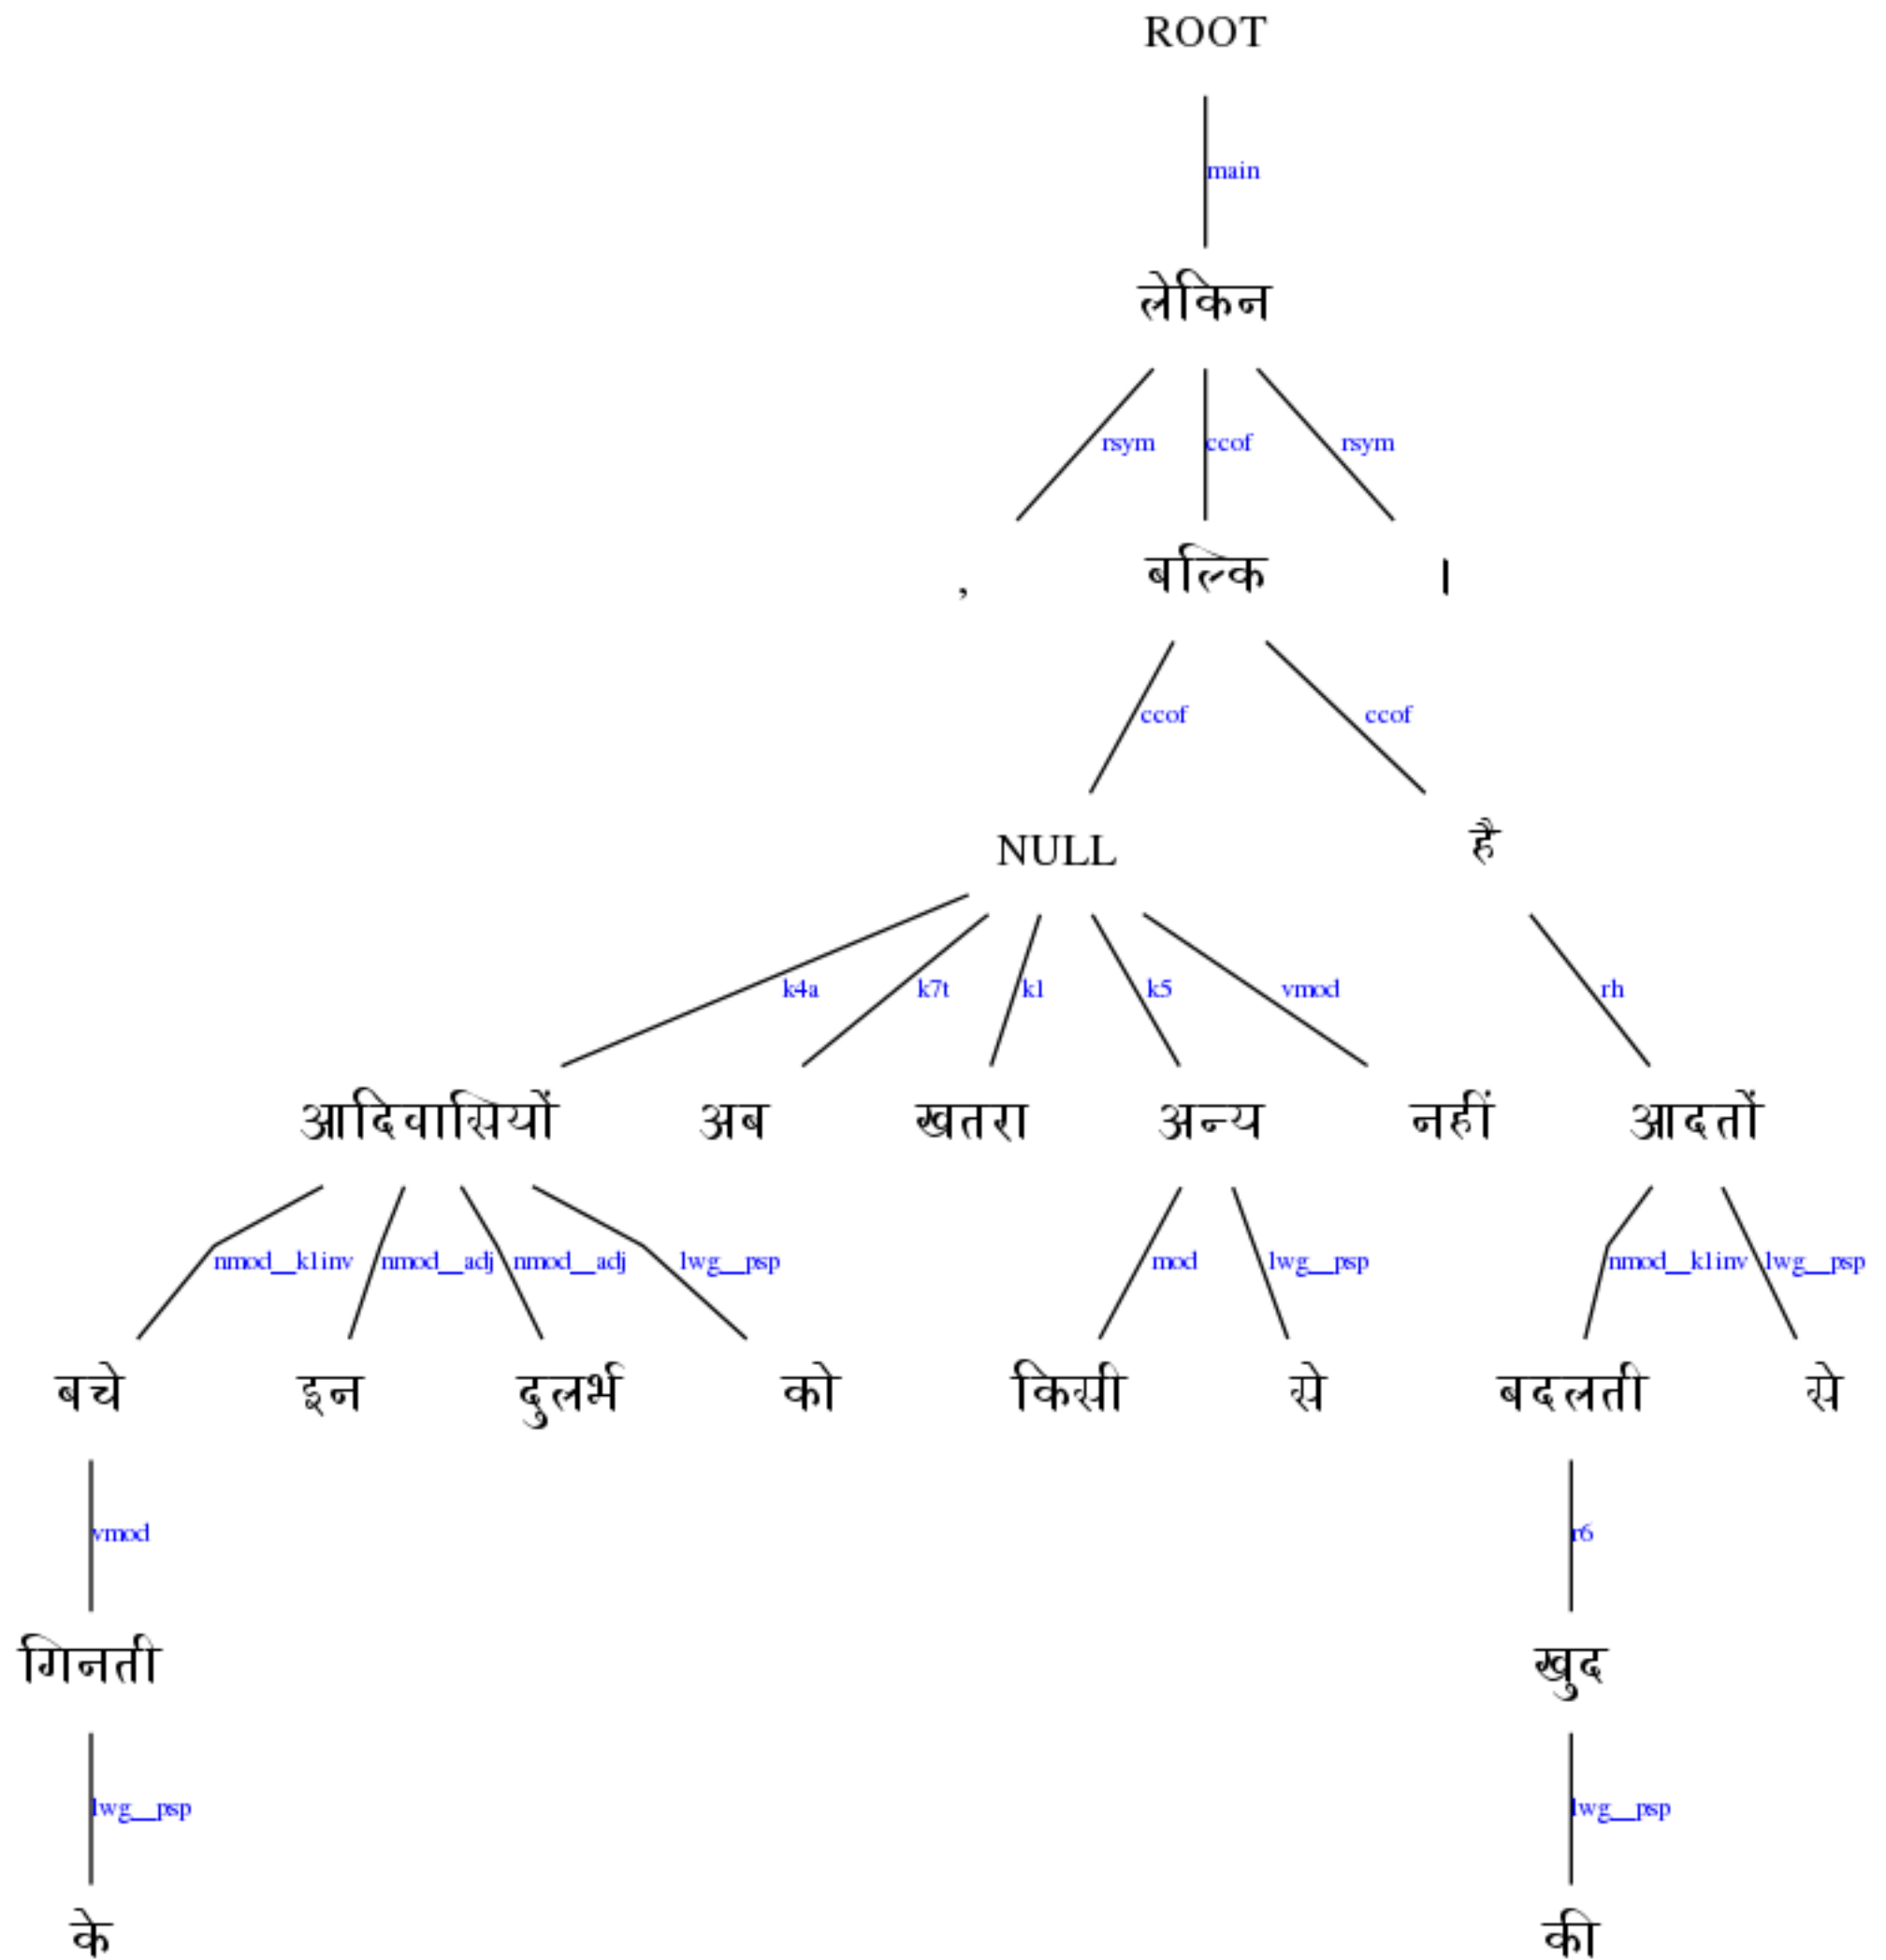 ROOT
main
लेकिन
rsym ccof rsym
, बल्कि ।
ccof ccof
NULL है
k4a k7t k1 k5 vmod rh
आदिवासियों अब खतरा अन्य नहीं आदतों
nmod__k1inv nmod__adj nmod__adj lwg__psp mod lwg__psp nmod__k1inv lwg__psp
बचे इन दुलर्भ को किसी से बदलती से
vmod r6
गिनती खुद
lwg__psp lwg__psp
के की